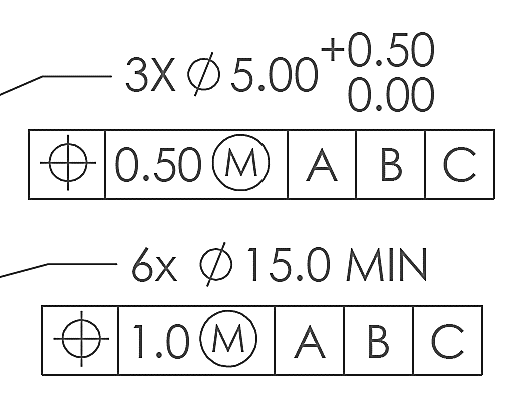 3X ⌀ 5.00 +0.50
0.00
⌖ 0.50 Ⓜ A B C
6x ⌀ 15.0 MIN
⌖ 1.0 Ⓜ A B C